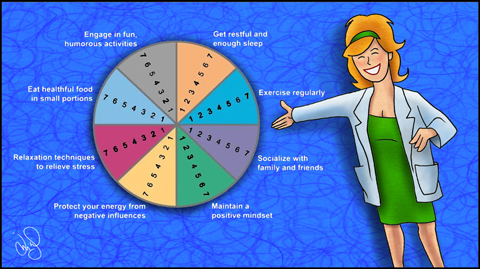 Engage in fun,
humorous activities
Get restful and
enough sleep
Eat healthful food
in small portions
Exercise regularly
Relaxation techniques
to relieve stress
Socialize with
family and friends
Protect your energy from
negative influences
Maintain a
positive mindset
7 6 5 4 3 2 1
1 2 3 4 5 6 7
7 6 5 4 3 2 1
1 2 3 4 5 6 7
7 6 5 4 3 2 1
1 2 3 4 5 6 7
7 6 5 4 3 2 1
1 2 3 4 5 6 7